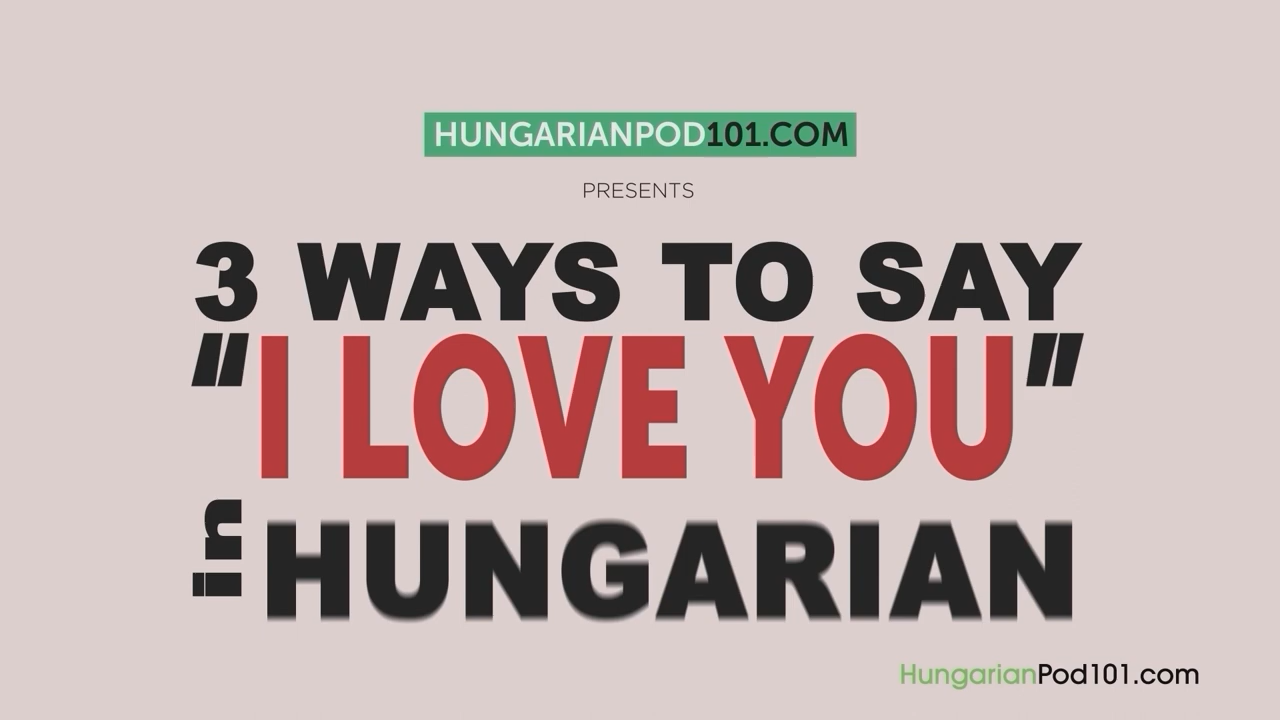 HUNGARIANPOD101.COM
PRESENTS
3 WAYS TO SAY
"I LOVE YOU"
in HUNGARIAN
HungarianPod101.com